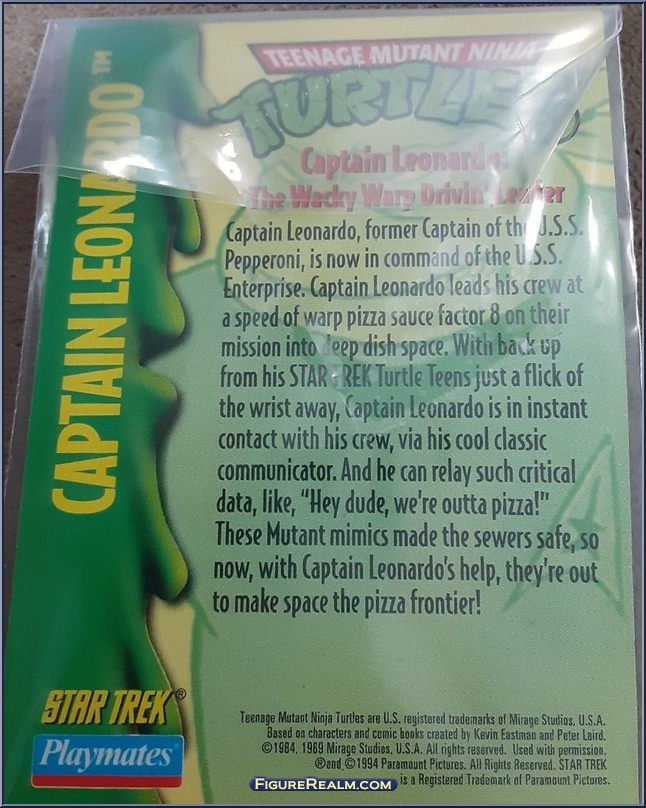 CAPTAIN LEONARDO™
TEENAGE MUTANT NINJA
TURTLES
Captain Leonardo:
The Wacky Warp Drivin' Leader
Captain Leonardo, former Captain of the U.S.S.
Pepperoni, is now in command of the U.S.S.
Enterprise. Captain Leonardo leads his crew at
a speed of warp pizza sauce factor 8 on their
mission into deep dish space. With back up
from his STAR TREK Turtle Teens just a flick of
the wrist away, Captain Leonardo is in instant
contact with his crew, via his cool classic
communicator. And he can relay such critical
data, like, "Hey dude, we're outta pizza!"
These Mutant mimics made the sewers safe, so
now, with Captain Leonardo's help, they're out
to make space the pizza frontier!
STAR TREK®
Playmates
Teenage Mutant Ninja Turtles are U.S. registered trademarks of Mirage Studios, U.S.A.
Based on characters and comic books created by Kevin Eastman and Peter Laird.
©1984, 1989 Mirage Studios, U.S.A. All rights reserved. Used with permission.
®and ©1994 Paramount Pictures. All Rights Reserved. STAR TREK
is a Registered Trademark of Paramount Pictures.
FIGUREREALM.COM